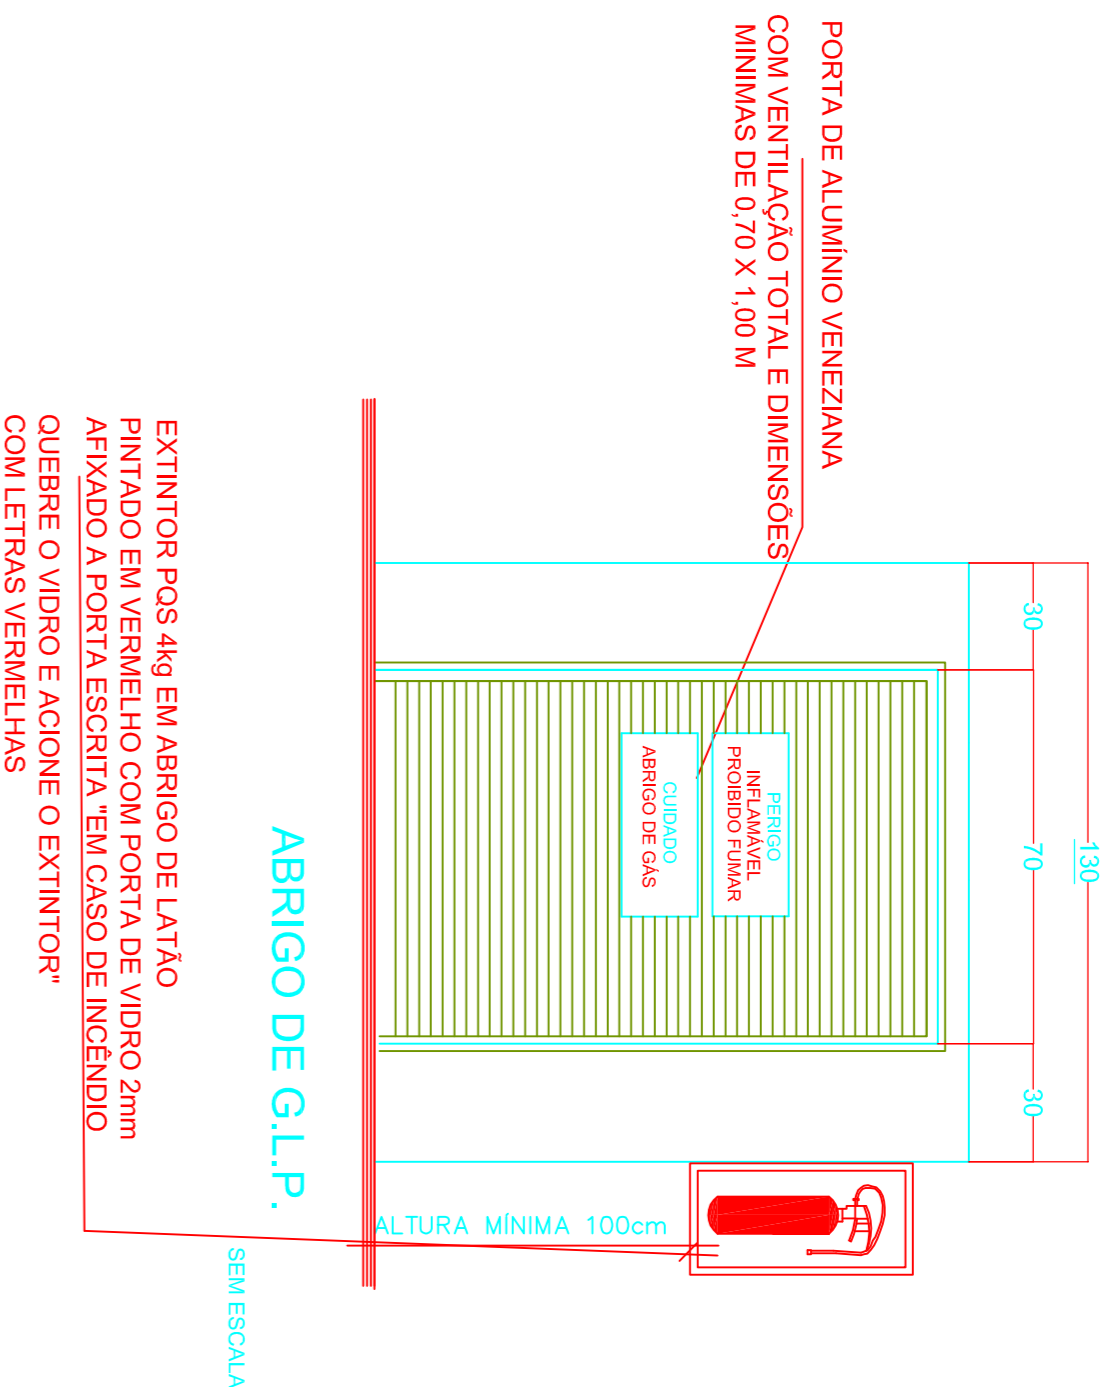 PORTA DE ALUMÍNIO VENEZIANA
COM VENTILAÇÃO TOTAL E DIMENSÕES
MINIMAS DE 0,70 X 1,00 M
130
30
70
30
PERIGO
INFLAMÁVEL
PROIBIDO FUMAR
CUIDADO
ABRIGO DE GÁS
ALTURA MÍNIMA 100cm
ABRIGO DE G.L.P.
SEM ESCALA
EXTINTOR PQS 4kg EM ABRIGO DE LATÃO
PINTADO EM VERMELHO COM PORTA DE VIDRO 2mm
AFIXADO A PORTA ESCRITA "EM CASO DE INCÊNDIO
QUEBRE O VIDRO E ACIONE O EXTINTOR"
COM LETRAS VERMELHAS